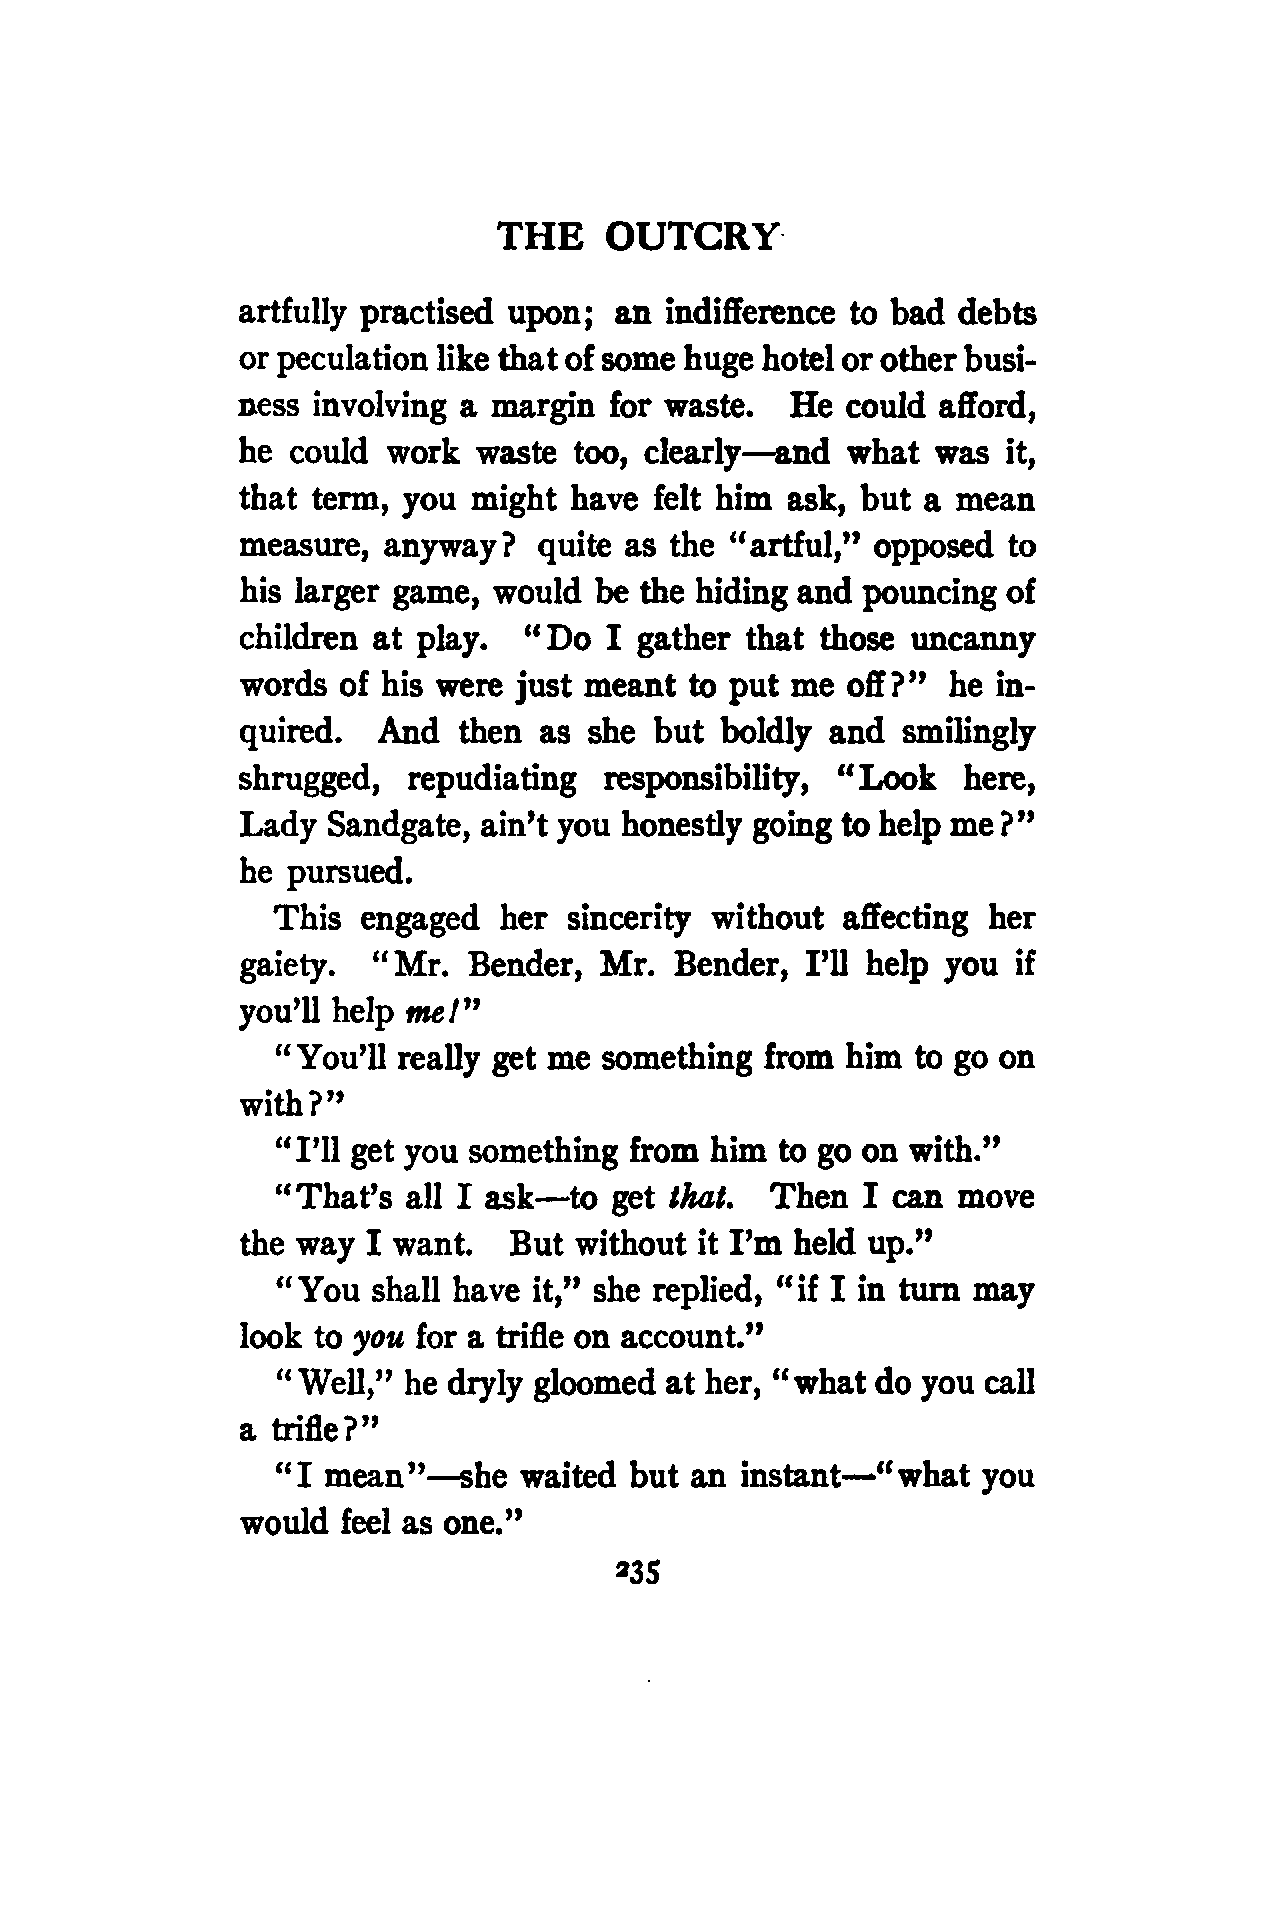 THE OUTCRY
artfully practised upon; an indifference to bad debts
or peculation like that of some huge hotel or other busi-
ness involving a margin for waste. He could afford,
he could work waste too, clearly—and what was it,
that term, you might have felt him ask, but a mean
measure, anyway? quite as the "artful," opposed to
his larger game, would be the hiding and pouncing of
children at play. "Do I gather that those uncanny
words of his were just meant to put me off?" he in-
quired. And then as she but boldly and smilingly
shrugged, repudiating responsibility, "Look here,
Lady Sandgate, ain't you honestly going to help me?"
he pursued.
This engaged her sincerity without affecting her
gaiety. "Mr. Bender, Mr. Bender, I'll help you if
you'll help me!"
"You'll really get me something from him to go on
with?"
"I'll get you something from him to go on with."
"That's all I ask—to get that. Then I can move
the way I want. But without it I'm held up."
"You shall have it," she replied, "if I in turn may
look to you for a trifle on account."
"Well," he dryly gloomed at her, "what do you call
a trifle?"
"I mean"—she waited but an instant—"what you
would feel as one."
235